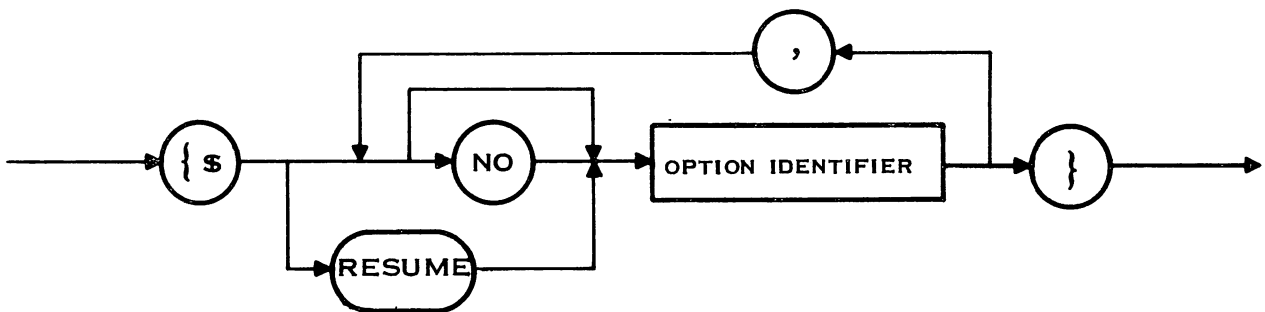 ,
{ $
NO
OPTION IDENTIFIER
}
RESUME